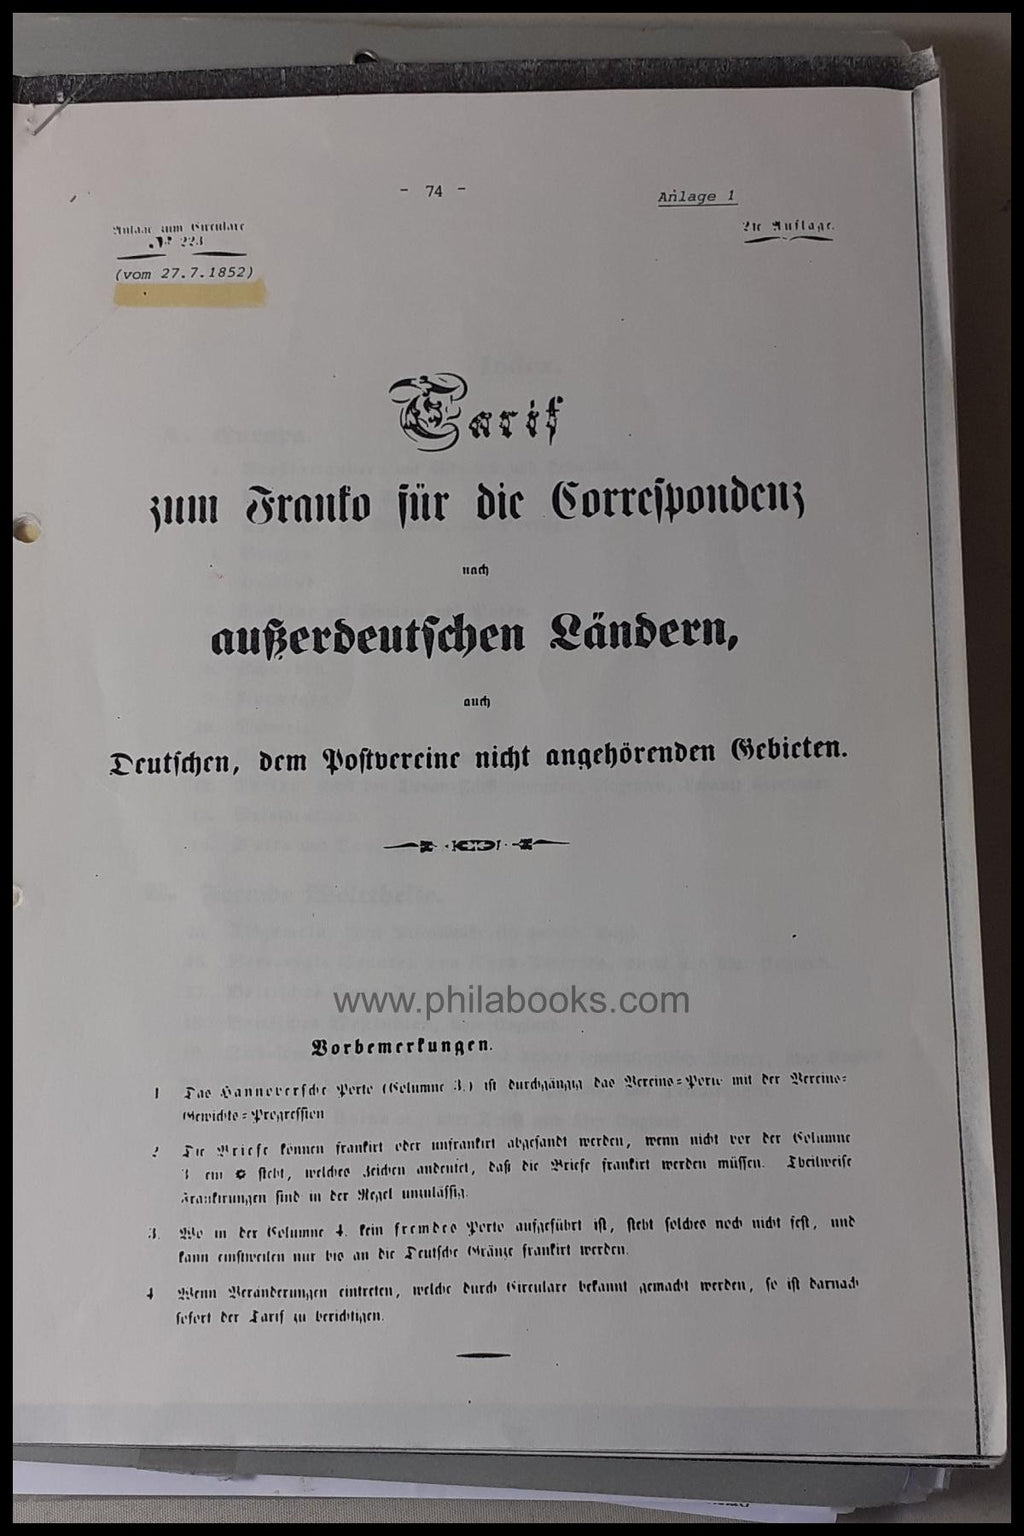 - 74 -
Anlage 1
Anlage zum Circulare
№ 223
(vom 27.7.1852)
2te Auflage.
Tarif
zum Franko für die Correspondenz
nach
außerdeutschen Ländern,
auch
Deutschen, dem Postvereine nicht angehörenden Gebieten.
www.philabooks.com
Vorbemerkungen.
1 Das Hannoversche Porto (Columne 3.) ist durchgängig das Vereins=Porto mit der Vereins=
Gewichts=Progression
2 Die Briefe können frankirt oder unfrankirt abgesandt werden, wenn nicht vor der Columne
3 ein ✿ steht, welches Zeichen andeutet, daß die Briefe frankirt werden müssen. Theilweise
Frankirungen sind in der Regel unzulässig.
3. Wo in der Columne 4. kein fremdes Porto aufgeführt ist, steht solches noch nicht fest, und
kann einstweilen nur bis an die Deutsche Gränze frankirt werden.
4 Wenn Veränderungen eintreten, welche durch Circulare bekannt gemacht werden, so ist darnach
sofort der Tarif zu berichtigen.